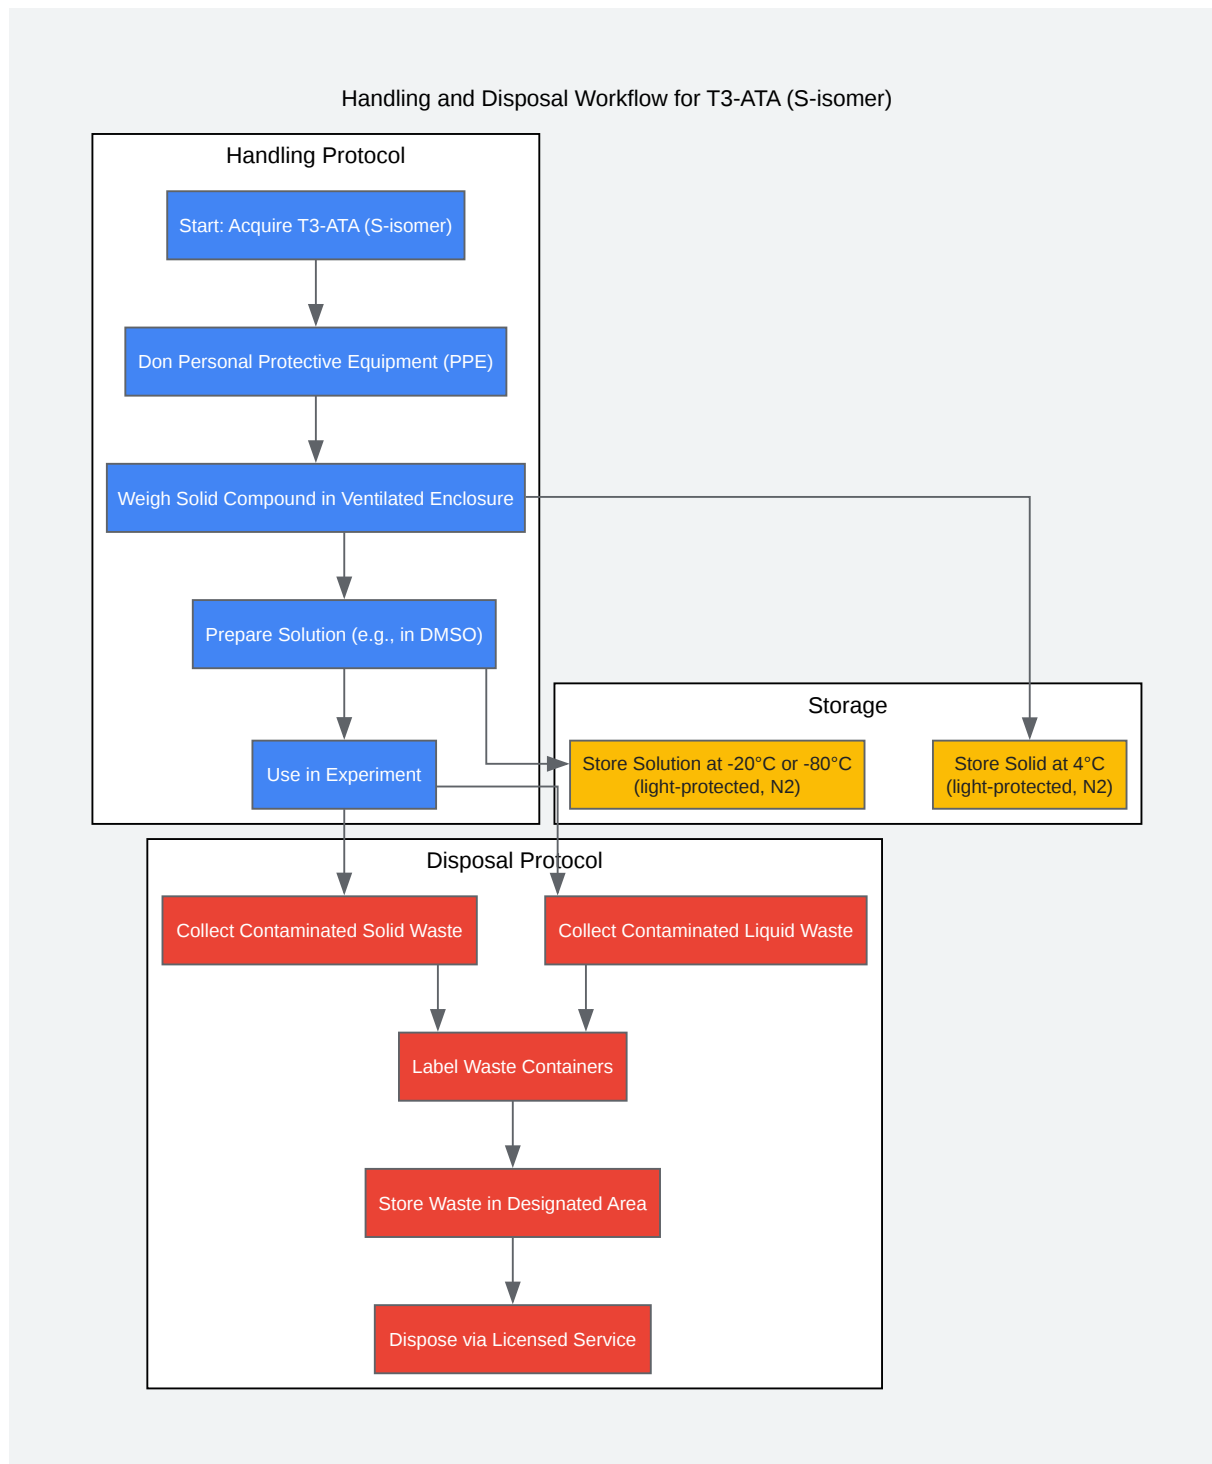 Handling and Disposal Workflow for T3-ATA (S-isomer)
Handling Protocol
Start: Acquire T3-ATA (S-isomer)
Don Personal Protective Equipment (PPE)
Weigh Solid Compound in Ventilated Enclosure
Prepare Solution (e.g., in DMSO)
Use in Experiment
Storage
Store Solution at -20°C or -80°C
(light-protected, N2)
Store Solid at 4°C
(light-protected, N2)
Disposal Protocol
Collect Contaminated Solid Waste
Collect Contaminated Liquid Waste
Label Waste Containers
Store Waste in Designated Area
Dispose via Licensed Service